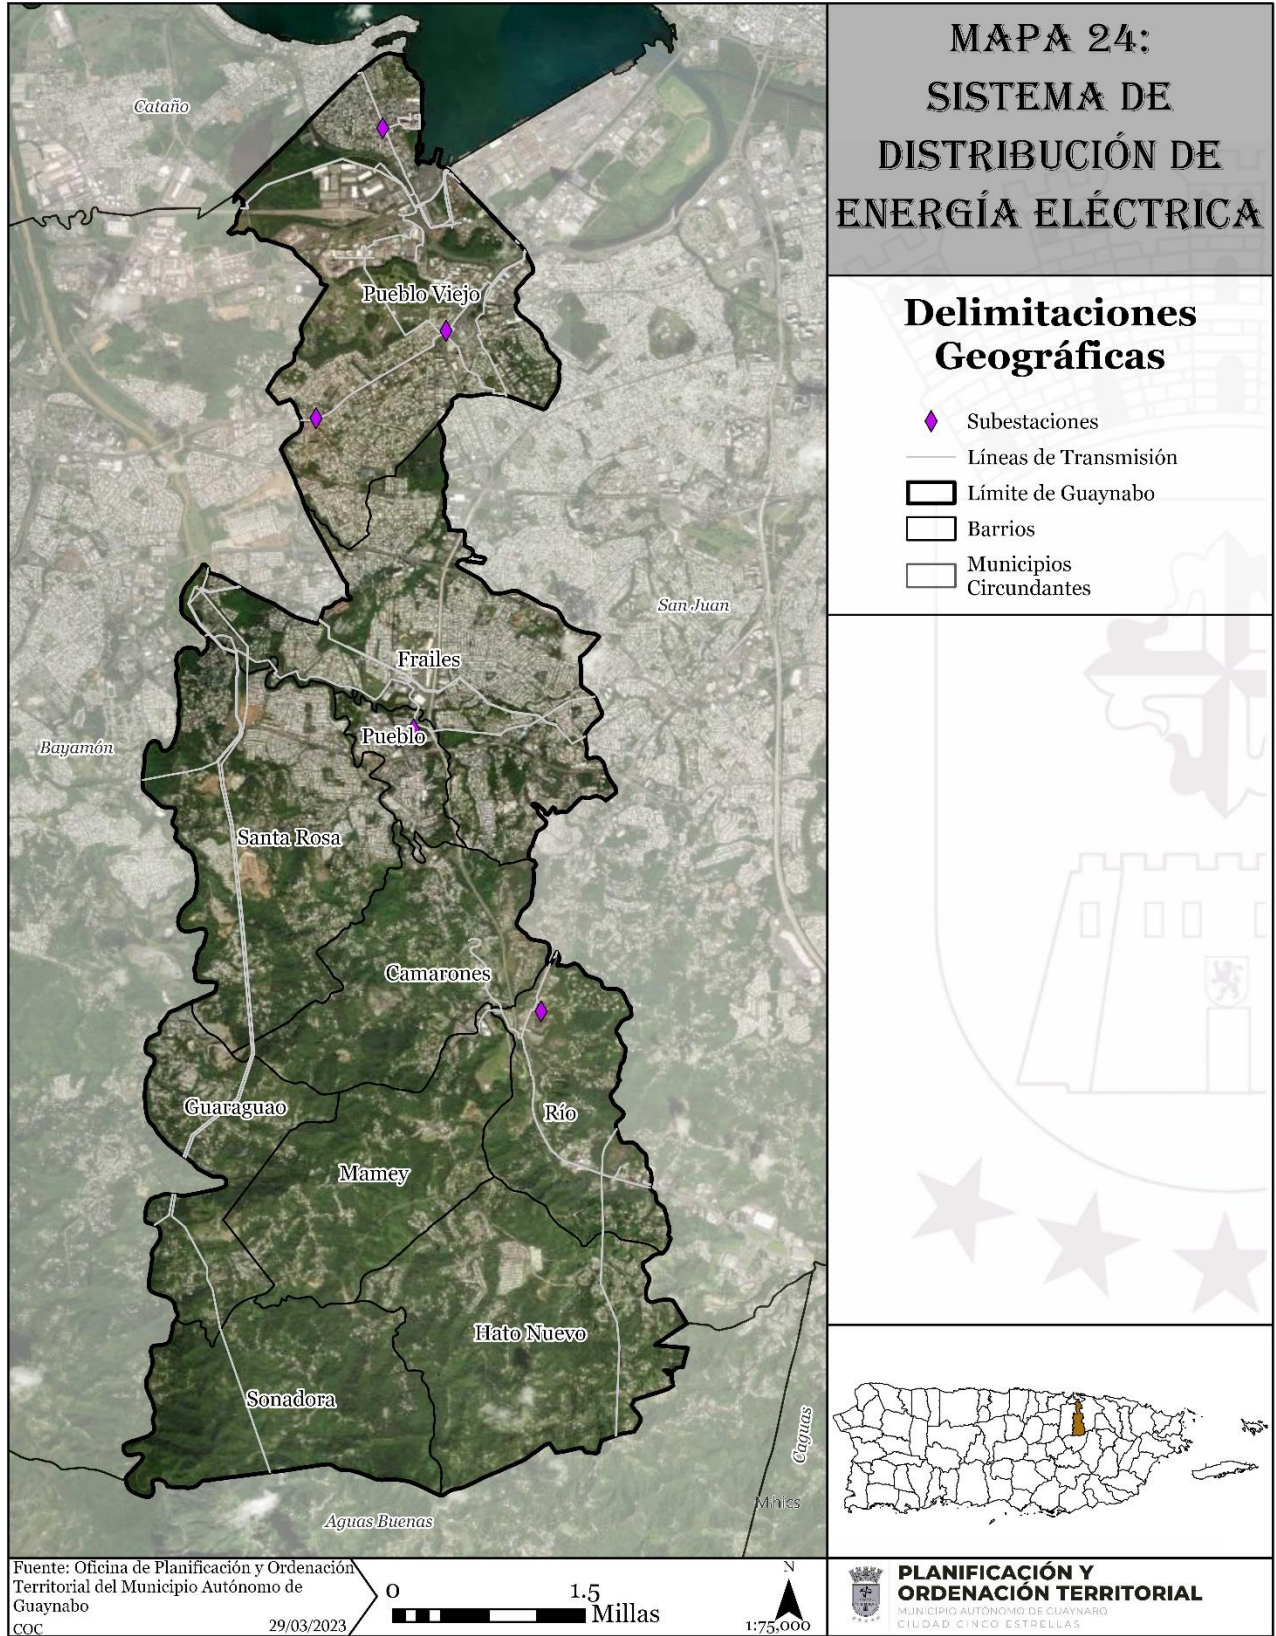 MAPA 24:
SISTEMA DE
DISTRIBUCIÓN DE
ENERGÍA ELÉCTRICA
Delimitaciones
Geográficas
Subestaciones
Líneas de Transmisión
Límite de Guaynabo
Barrios
Municipios
Circundantes
Cataño
Pueblo Viejo
San Juan
Frailes
Pueblo
Bayamón
Santa Rosa
Camarones
Guaraguao
Río
Mamey
Hato Nuevo
Sonadora
Caguas
Aguas Buenas
Fuente: Oficina de Planificación y Ordenación
Territorial del Municipio Autónomo de
Guaynabo
COC
29/03/2023
0 1.5
Millas
N
1:75,000
PLANIFICACIÓN Y
ORDENACIÓN TERRITORIAL
MUNICIPIO AUTÓNOMO DE GUAYNABO
CIUDAD CINCO ESTRELLAS